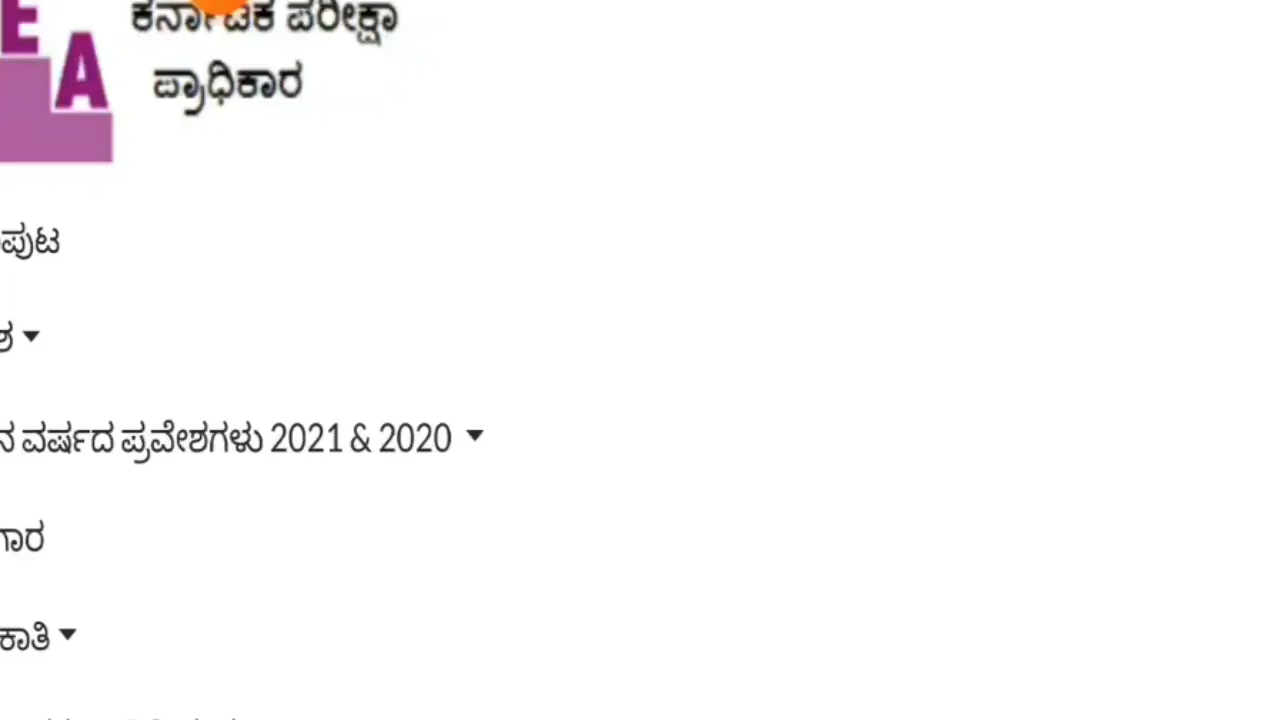 EA
ಕರ್ನಾಟಕ ಪರೀಕ್ಷಾ
ಪ್ರಾಧಿಕಾರ
ಪುಟ
ಶ
ನ ವರ್ಷದ ಪ್ರವೇಶಗಳು 2021 & 2020
ಗಾರ
ಕಾತಿ